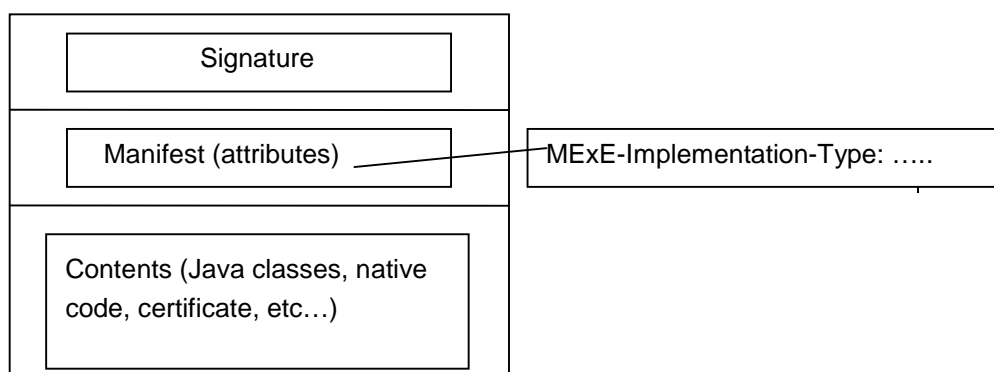 Signature
Manifest (attributes)
MExE-Implementation-Type: …..
Contents (Java classes, native
code, certificate, etc…)